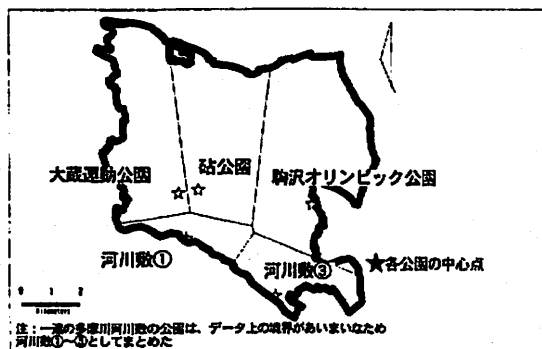 砧公園
大蔵運動公園
駒沢オリンピック公園
河川敷①
河川敷③
★各公園の中心点
0 1 2
Kilometers
注:一連の多摩川河川敷の公園は、データ上の境界があいまいなため
河川敷①~③としてまとめた